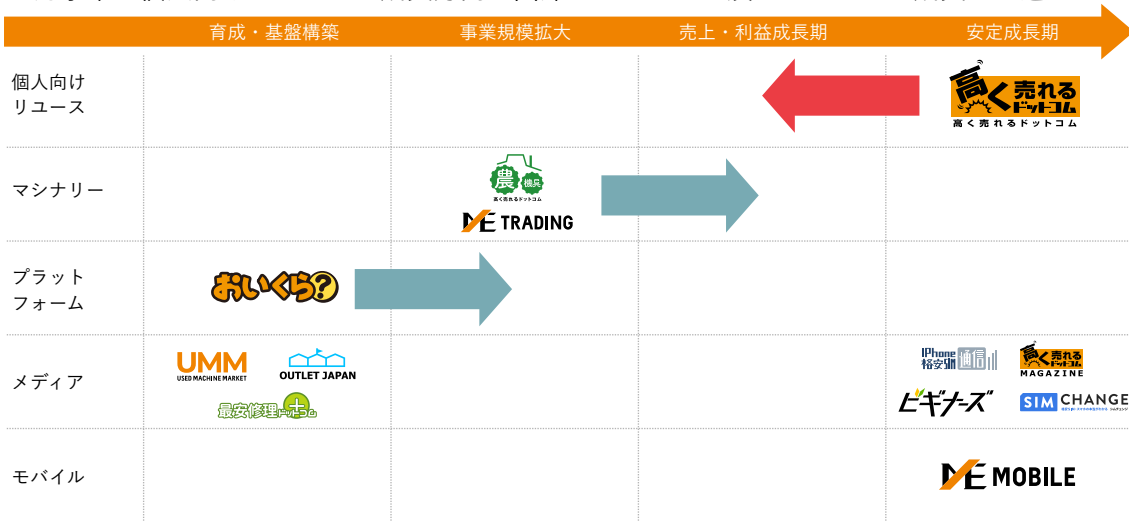 育成・基盤構築 事業規模拡大 売上・利益成長期 安定成長期
個人向け
リユース
高く売れる
ドットコム
高く売れるドットコム
マシナリー
農機具
高く売れるドットコム
ME TRADING
プラット
フォーム
おいくら?
メディア
UMM
USED MACHINE MARKET
OUTLET JAPAN
最安修理ドットコム
iPhone
格安SIM 通信
高く売れる
ドットコム
MAGAZINE
ビギナーズ
SIM CHANGE
モバイル
ME MOBILE